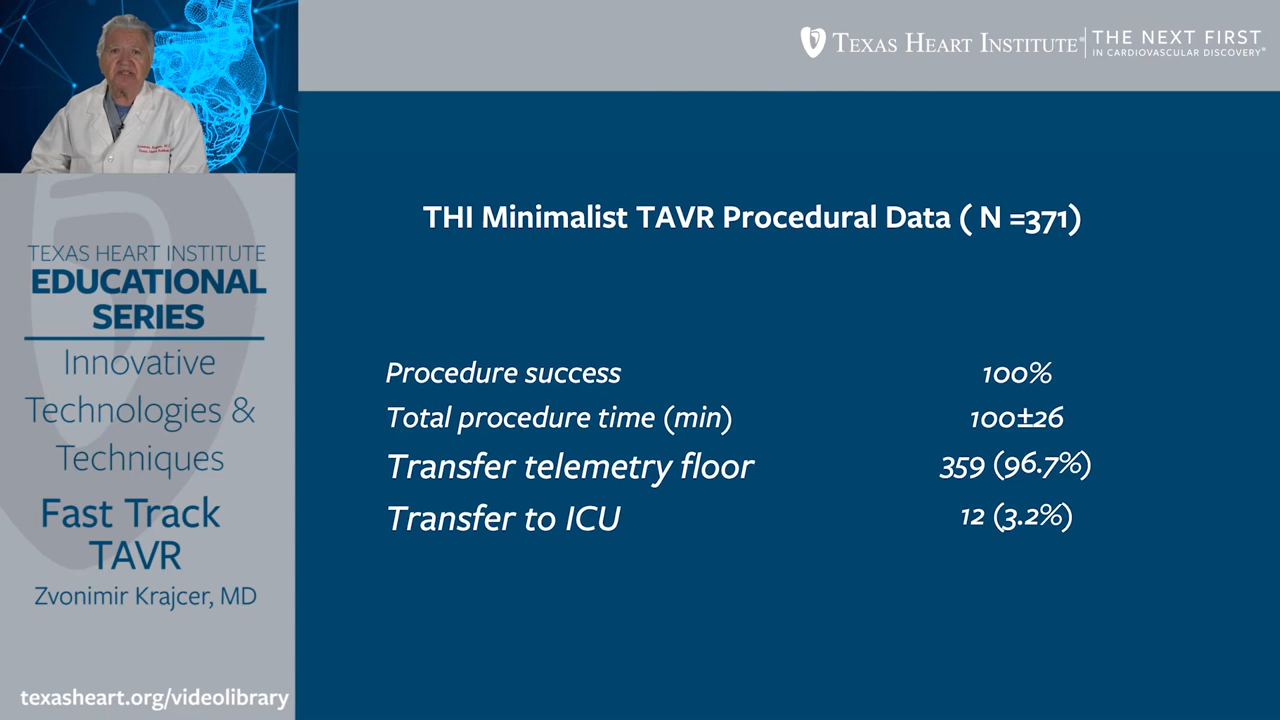 TEXAS HEART INSTITUTE®
THE NEXT FIRST
IN CARDIOVASCULAR DISCOVERY®
TEXAS HEART INSTITUTE
EDUCATIONAL
SERIES
Innovative
Technologies &
Techniques
Fast Track
TAVR
Zvonimir Krajcer, MD
texasheart.org/videolibrary
THI Minimalist TAVR Procedural Data ( N =371)
Procedure success 100%
Total procedure time (min) 100±26
Transfer telemetry floor 359 (96.7%)
Transfer to ICU 12 (3.2%)